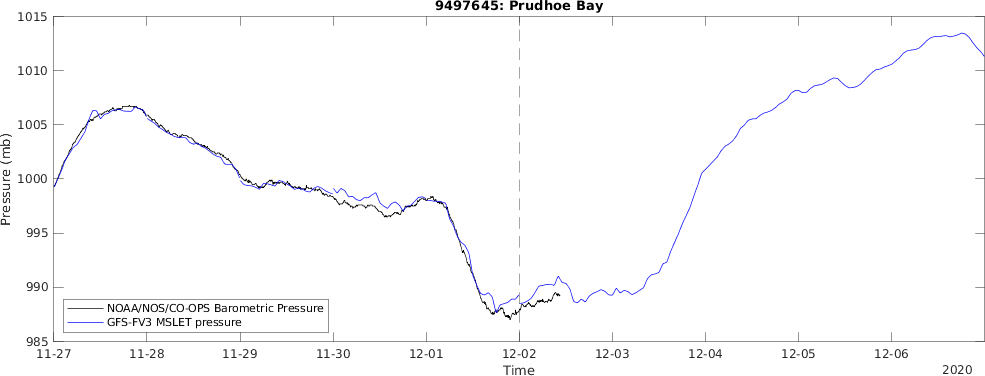 9497645: Prudhoe Bay
Pressure (mb)
1015
1010
1005
1000
995
990
985
NOAA/NOS/CO-OPS Barometric Pressure
GFS-FV3 MSLET pressure
11-27 11-28 11-29 11-30 12-01 12-02 12-03 12-04 12-05 12-06
Time
2020